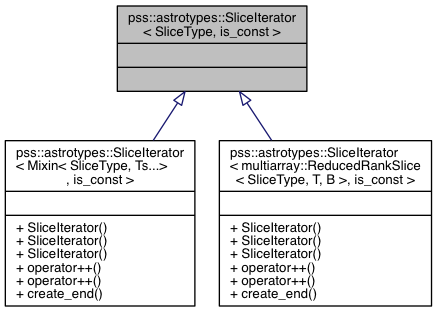 pss::astrotypes::SliceIterator
< SliceType, is_const >
pss::astrotypes::SliceIterator
< Mixin< SliceType, Ts...>
, is_const >
+ SliceIterator()
+ SliceIterator()
+ SliceIterator()
+ operator++()
+ operator++()
+ create_end()
pss::astrotypes::SliceIterator
< multiarray::ReducedRankSlice
< SliceType, T, B >, is_const >
+ SliceIterator()
+ SliceIterator()
+ SliceIterator()
+ operator++()
+ operator++()
+ create_end()